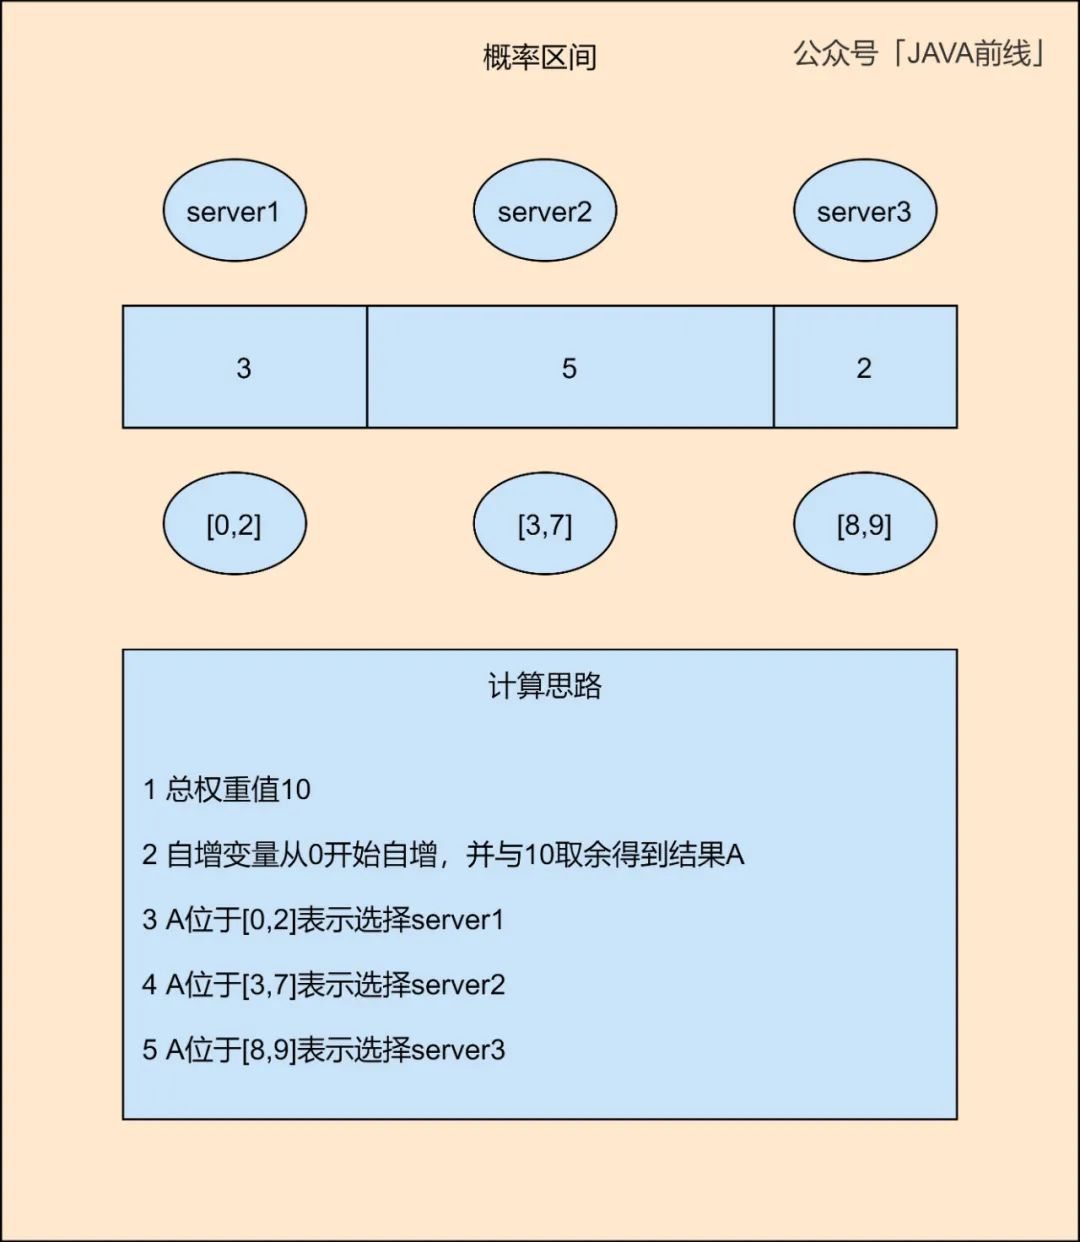 概率区间
公众号「JAVA前线」
server1
server2
server3
3
5
2
[0,2]
[3,7]
[8,9]
计算思路
1 总权重值10
2 自增变量从0开始自增，并与10取余得到结果A
3 A位于[0,2]表示选择server1
4 A位于[3,7]表示选择server2
5 A位于[8,9]表示选择server3